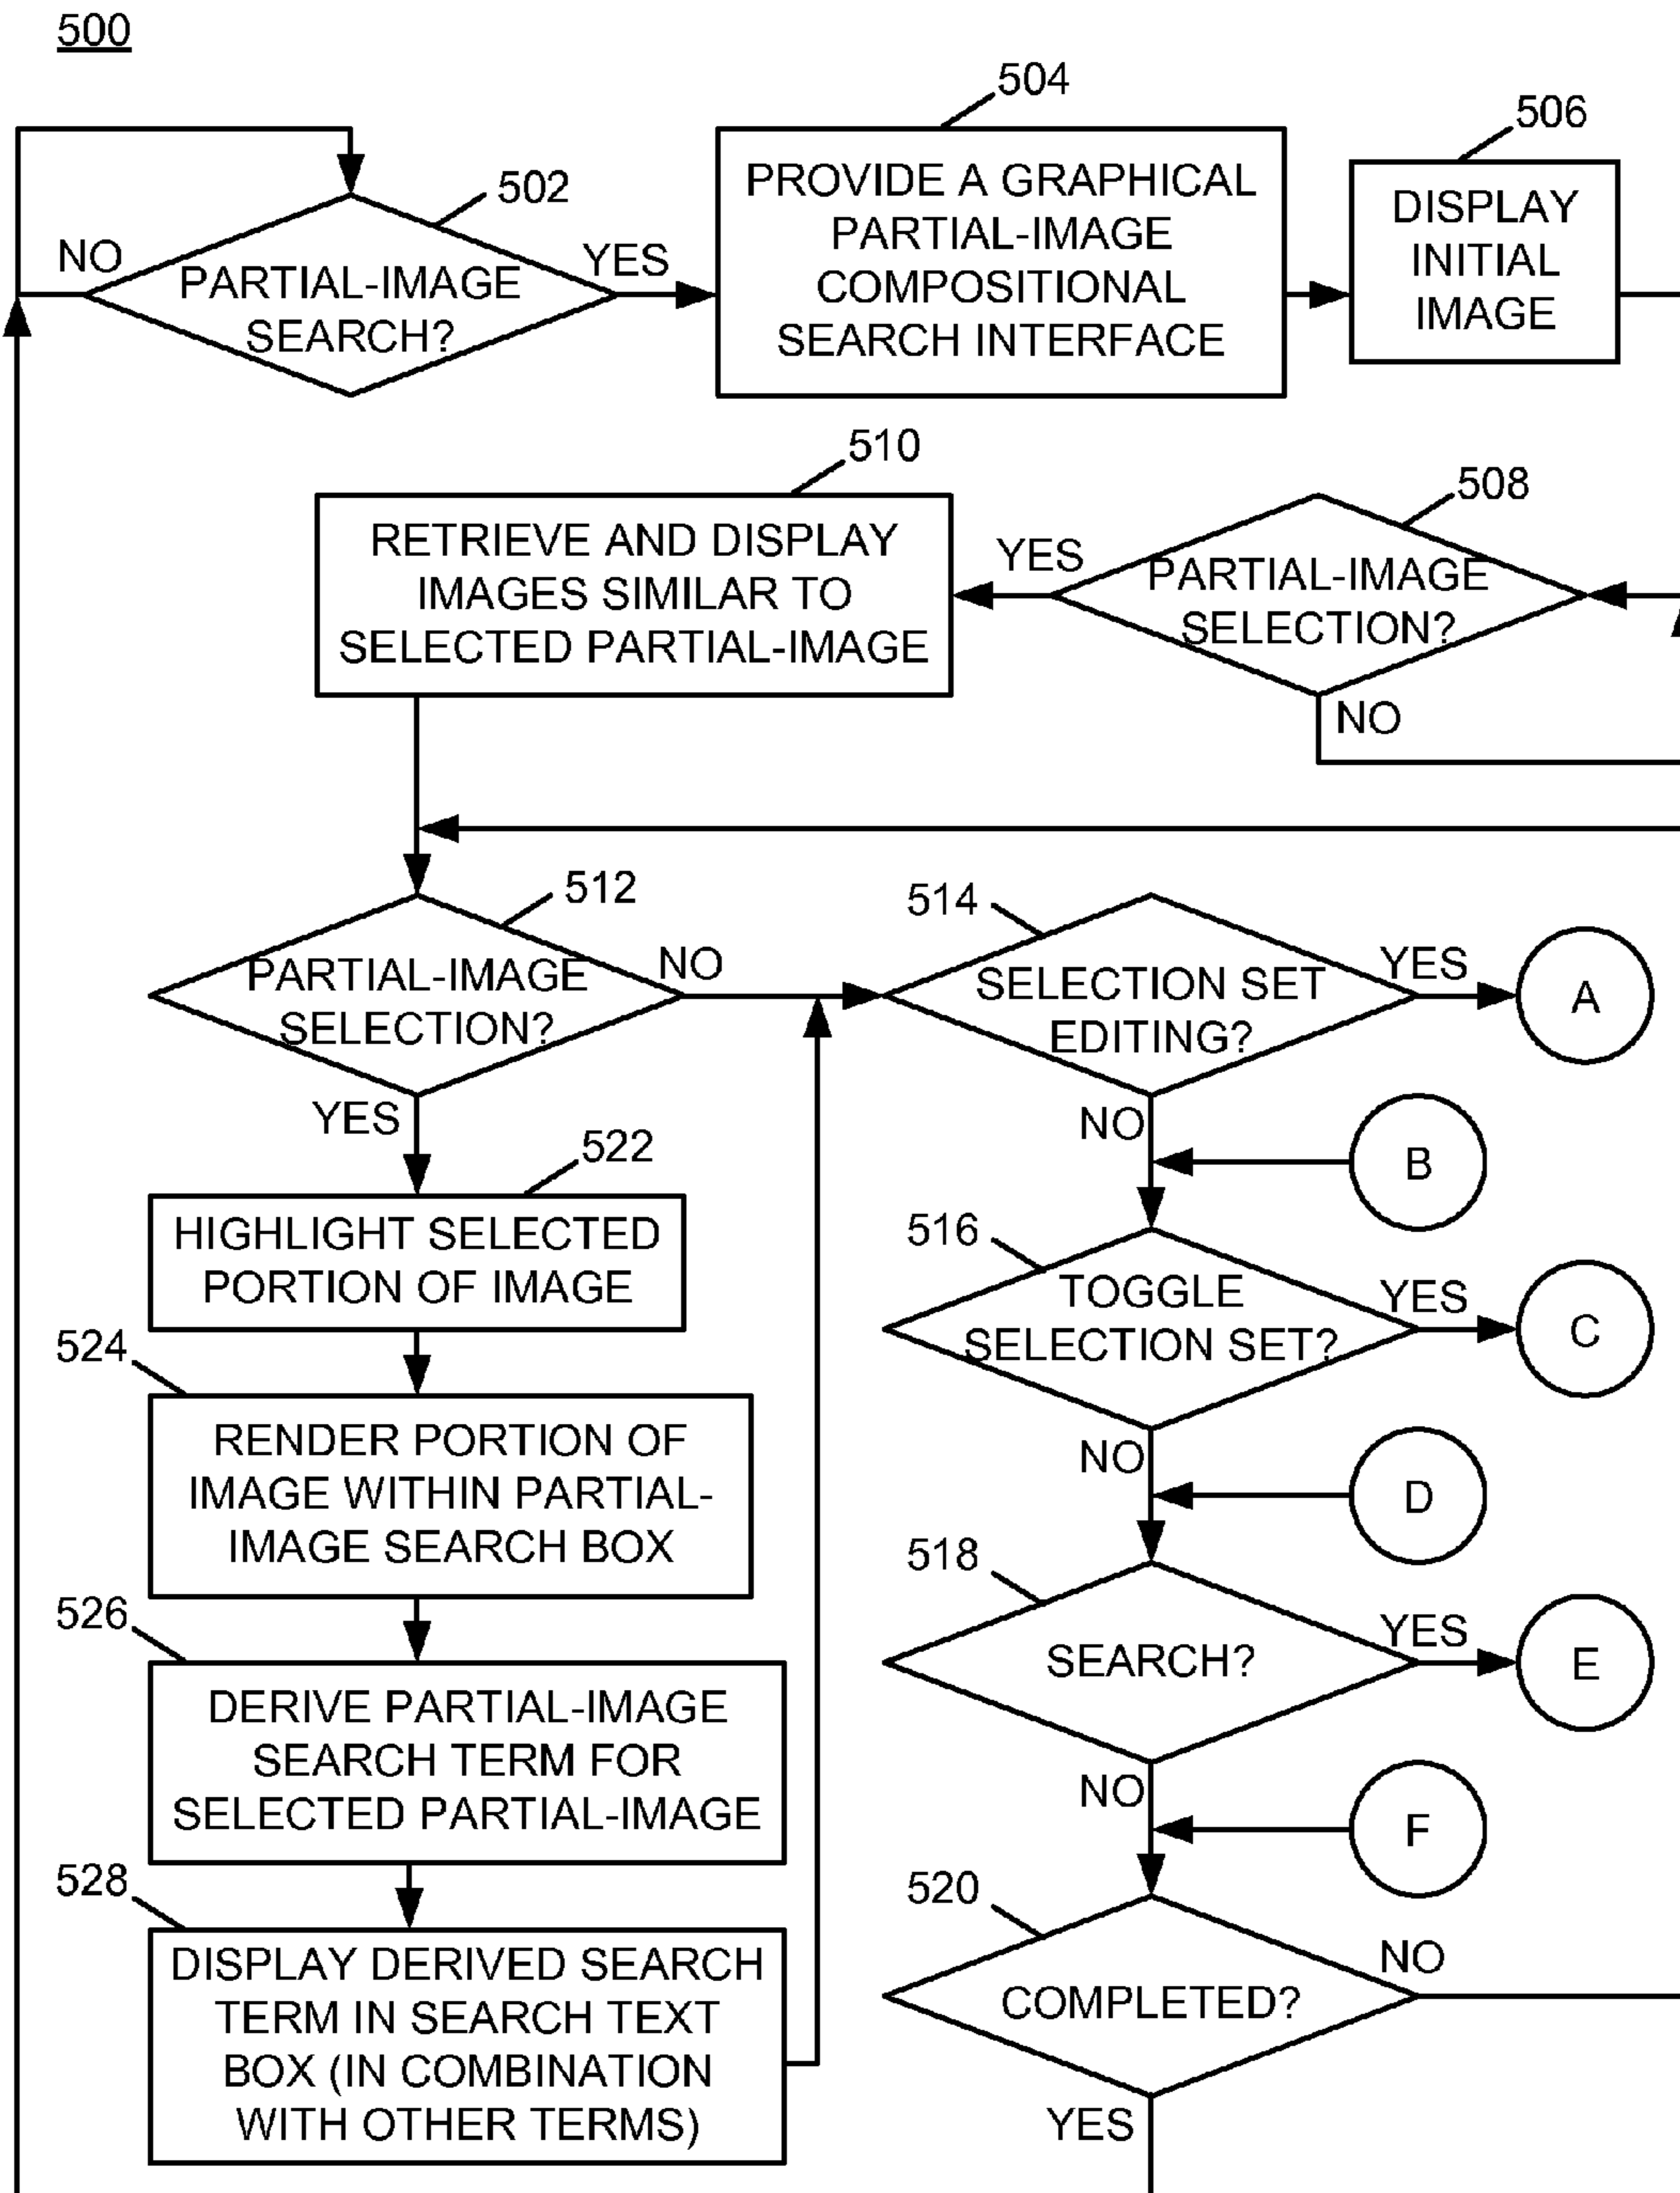 500
502
NO
PARTIAL-IMAGE
SEARCH?
YES
504
PROVIDE A GRAPHICAL
PARTIAL-IMAGE
COMPOSITIONAL
SEARCH INTERFACE
506
DISPLAY
INITIAL
IMAGE
508
PARTIAL-IMAGE
SELECTION?
YES
NO
510
RETRIEVE AND DISPLAY
IMAGES SIMILAR TO
SELECTED PARTIAL-IMAGE
512
PARTIAL-IMAGE
SELECTION?
NO
YES
514
SELECTION SET
EDITING?
YES
A
NO
B
516
TOGGLE
SELECTION SET?
YES
C
NO
D
518
SEARCH?
YES
E
NO
F
520
COMPLETED?
NO
YES
522
HIGHLIGHT SELECTED
PORTION OF IMAGE
524
RENDER PORTION OF
IMAGE WITHIN PARTIAL-
IMAGE SEARCH BOX
526
DERIVE PARTIAL-IMAGE
SEARCH TERM FOR
SELECTED PARTIAL-IMAGE
528
DISPLAY DERIVED SEARCH
TERM IN SEARCH TEXT
BOX (IN COMBINATION
WITH OTHER TERMS)